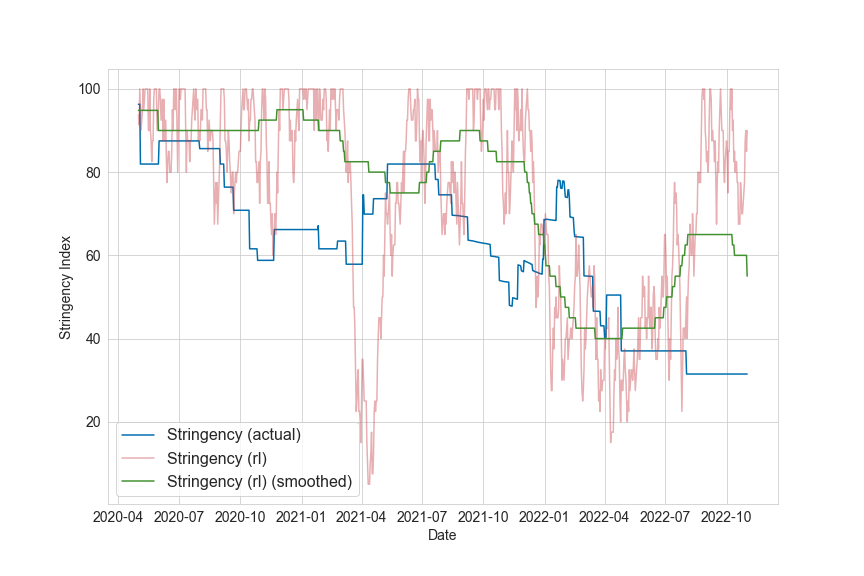 100
80
60
40
20
Stringency Index
Stringency (actual)
Stringency (rl)
Stringency (rl) (smoothed)
2020-04 2020-07 2020-10 2021-01 2021-04 2021-07 2021-10 2022-01 2022-04 2022-07 2022-10
Date